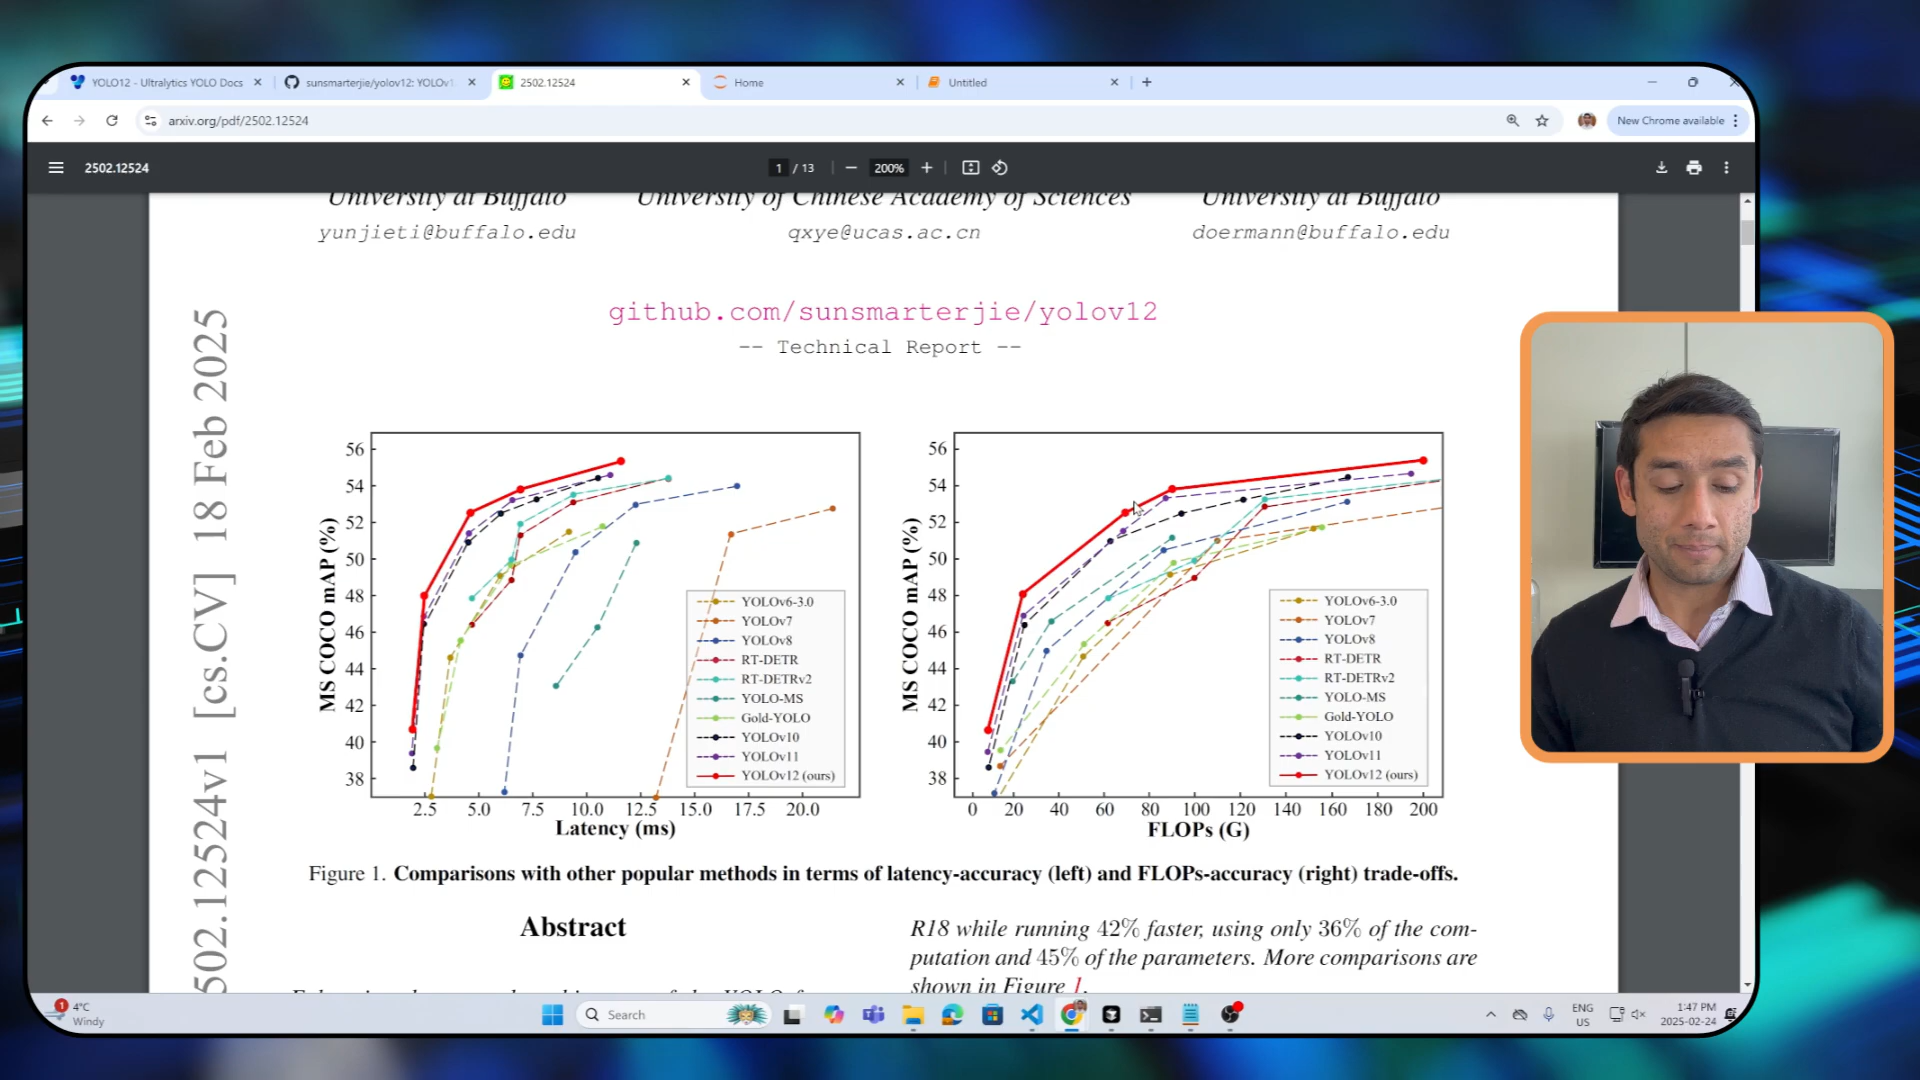 YOLO12 - Ultralytics YOLO Docs
sunsmarterjie/yolov12: YOLOv1
2502.12524
Home
Untitled
arxiv.org/pdf/2502.12524
New Chrome available
2502.12524
1 / 13
200%
University at Buffalo
University of Chinese Academy of Sciences
University at Buffalo
yunjieti@buffalo.edu
qxye@ucas.ac.cn
doermann@buffalo.edu
github.com/sunsmarterjie/yolov12
-- Technical Report --
502.12524v1 [cs.CV] 18 Feb 2025
MS COCO mAP (%)
56
54
52
50
48
46
44
42
40
38
2.5 5.0 7.5 10.0 12.5 15.0 17.5 20.0
Latency (ms)
YOLOv6-3.0
YOLOv7
YOLOv8
RT-DETR
RT-DETRv2
YOLO-MS
Gold-YOLO
YOLOv10
YOLOv11
YOLOv12 (ours)
MS COCO mAP (%)
56
54
52
50
48
46
44
42
40
38
0 20 40 60 80 100 120 140 160 180 200
FLOPs (G)
YOLOv6-3.0
YOLOv7
YOLOv8
RT-DETR
RT-DETRv2
YOLO-MS
Gold-YOLO
YOLOv10
YOLOv11
YOLOv12 (ours)
Figure 1. Comparisons with other popular methods in terms of latency-accuracy (left) and FLOPs-accuracy (right) trade-offs.
Abstract
R18 while running 42% faster, using only 36% of the com-
putation and 45% of the parameters. More comparisons are
shown in Figure 1.
1
4°C
Windy
Search
ENG
US
1:47 PM
2025-02-24